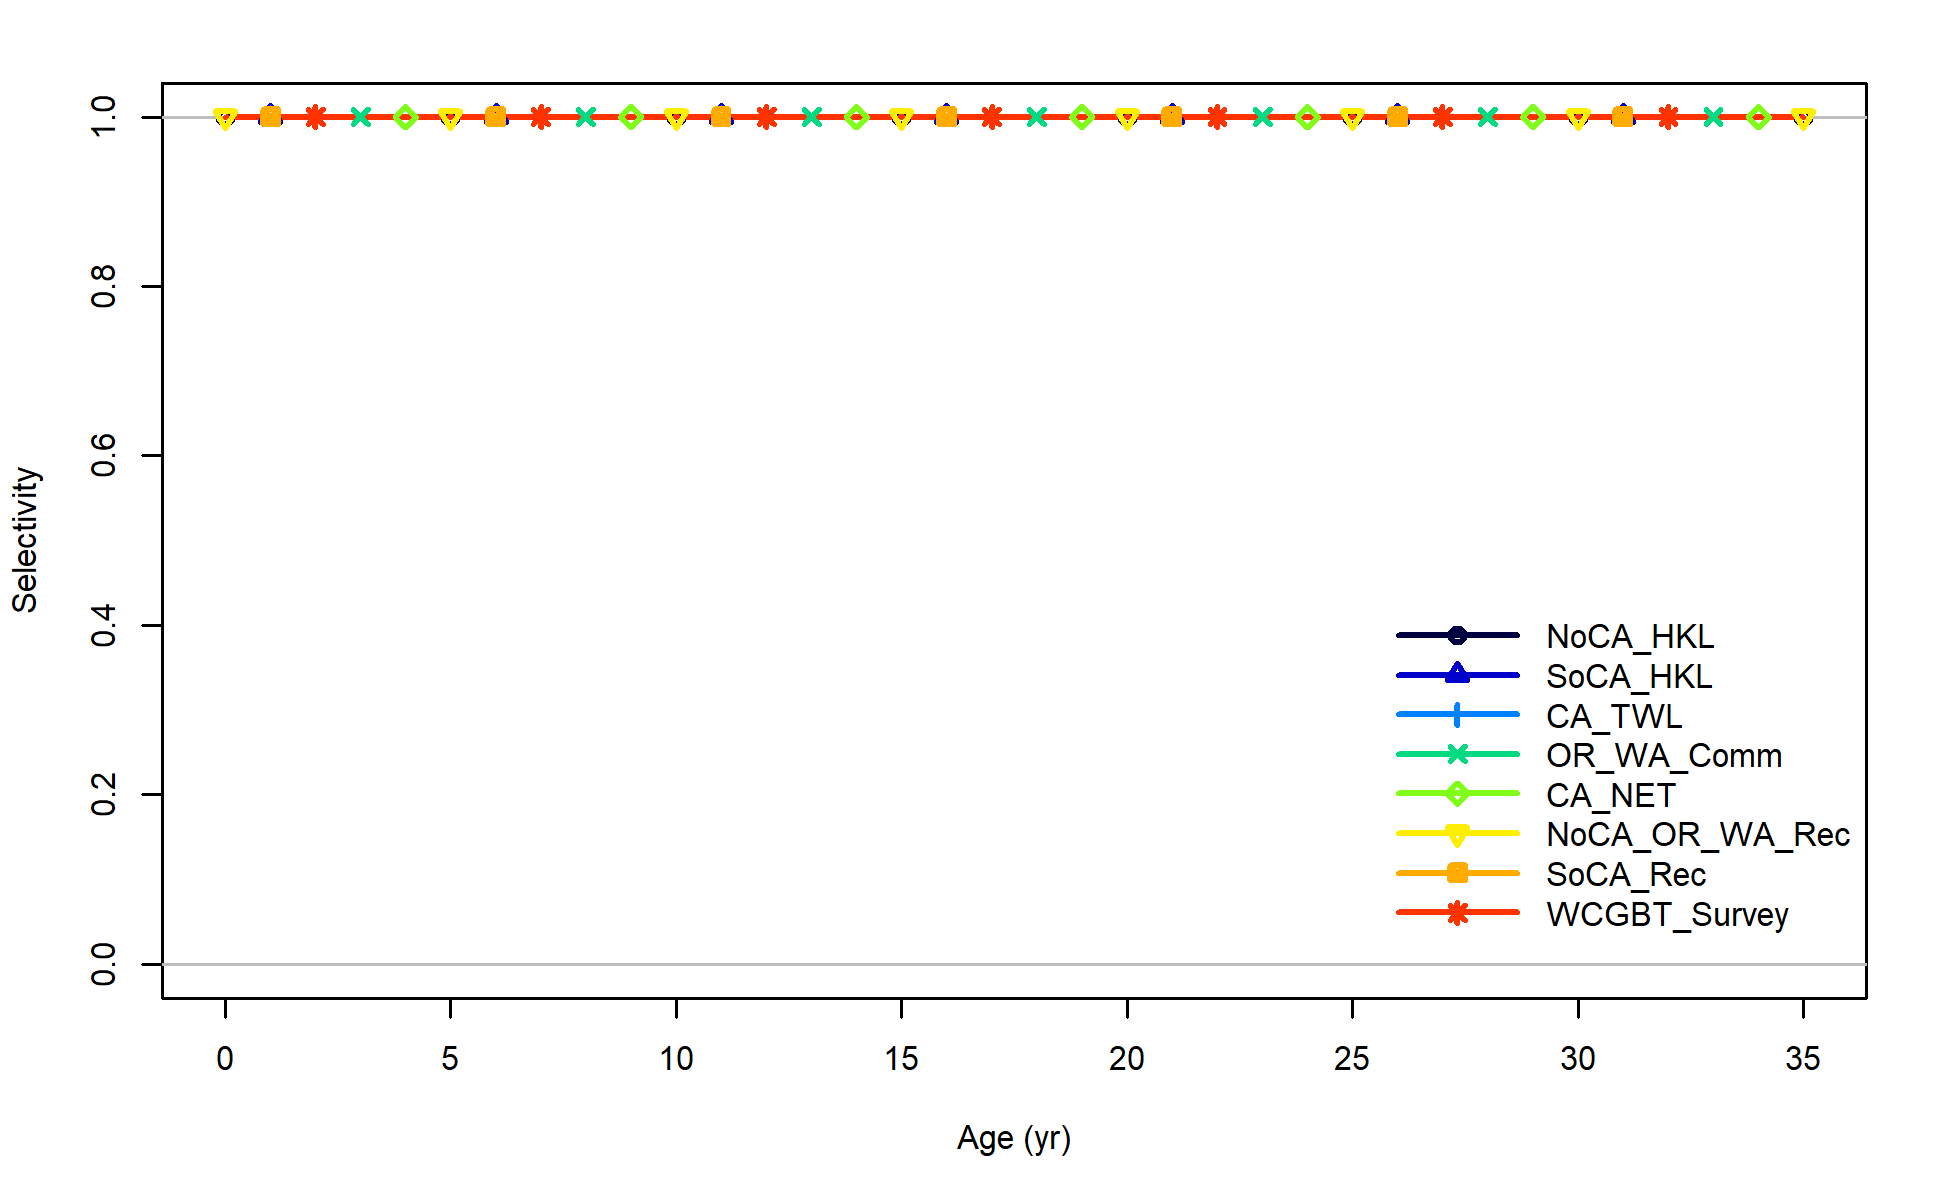 Selectivity
1.0
0.8
0.6
0.4
0.2
0.0
NoCA_HKL
SoCA_HKL
CA_TWL
OR_WA_Comm
CA_NET
NoCA_OR_WA_Rec
SoCA_Rec
WCGBT_Survey
0 5 10 15 20 25 30 35
Age (yr)